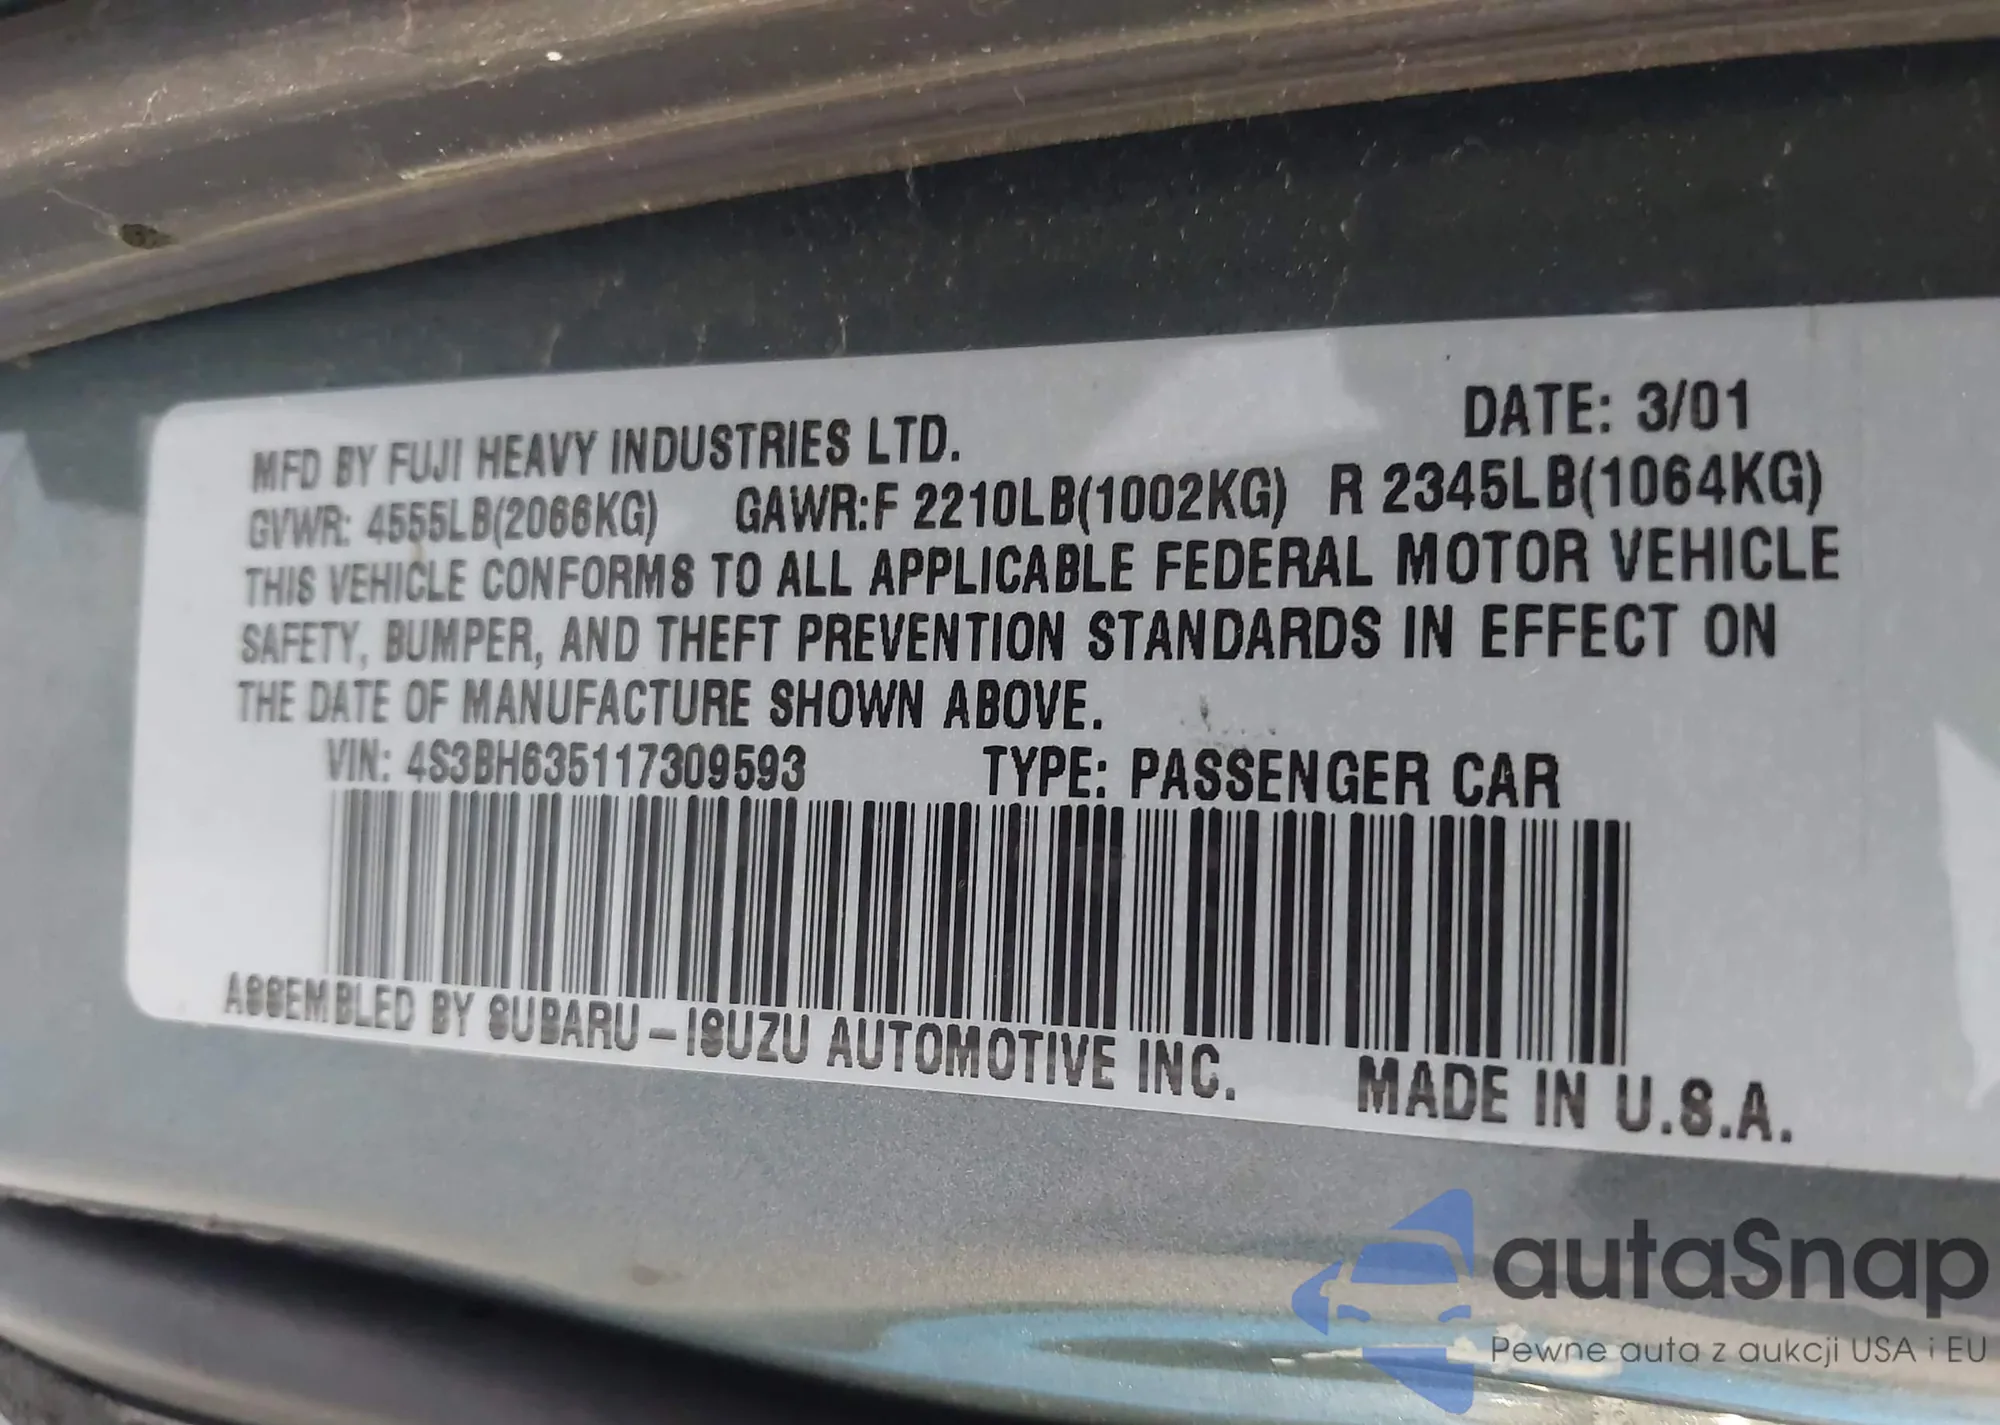 DATE: 3/01
MFD BY FUJI HEAVY INDUSTRIES LTD.
GVWR: 4555LB(2066KG) GAWR:F 2210LB(1002KG) R 2345LB(1064KG)
THIS VEHICLE CONFORMS TO ALL APPLICABLE FEDERAL MOTOR VEHICLE
SAFETY, BUMPER, AND THEFT PREVENTION STANDARDS IN EFFECT ON
THE DATE OF MANUFACTURE SHOWN ABOVE.
VIN: 4S3BH635117309593 TYPE: PASSENGER CAR
ASSEMBLED BY SUBARU-ISUZU AUTOMOTIVE INC. MADE IN U.S.A.
autaSnap
Pewne auta z aukcji USA i EU